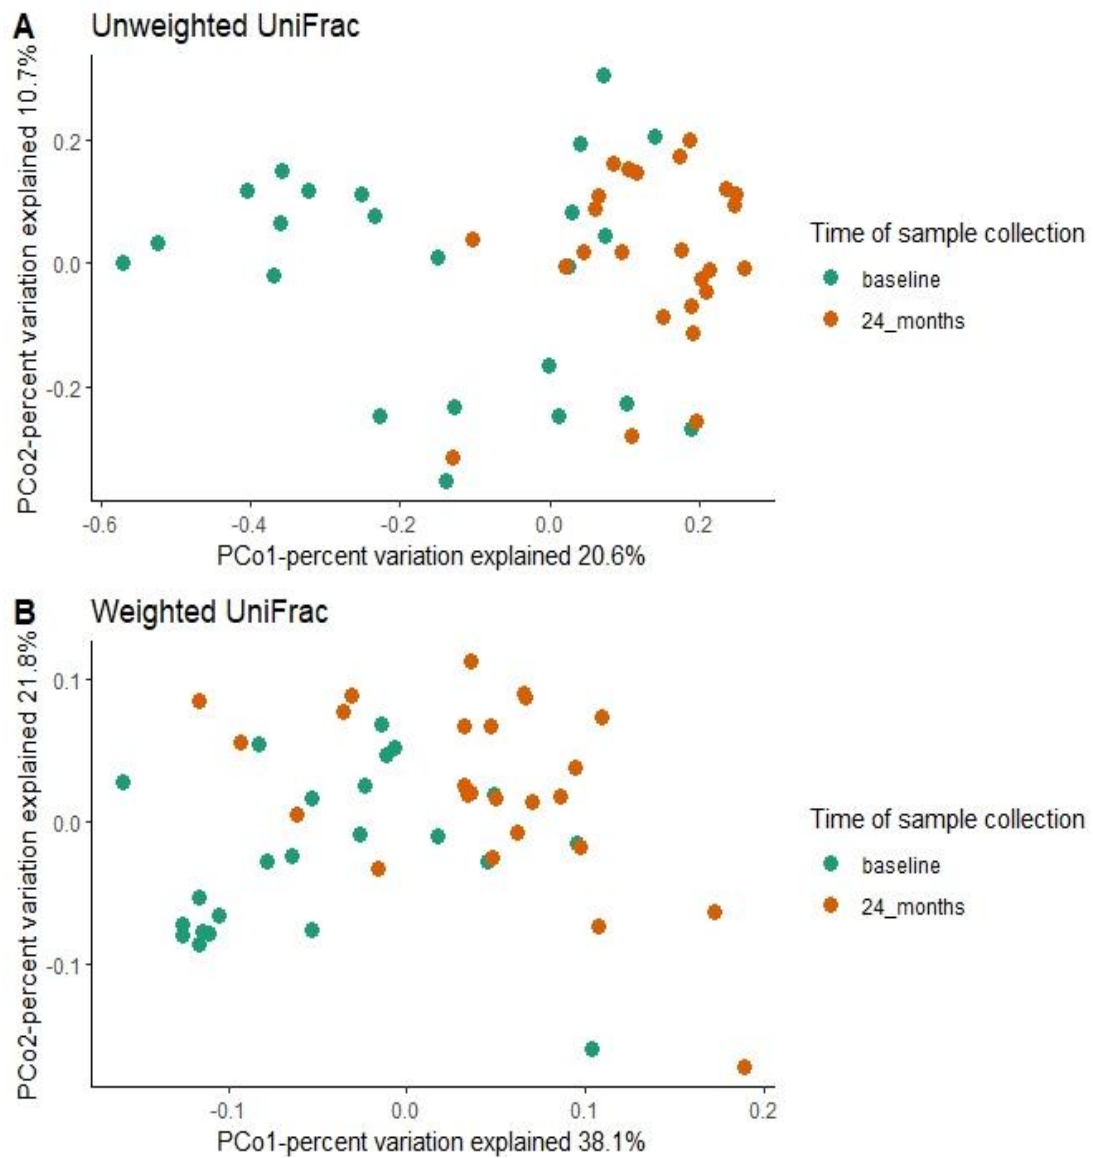 A Unweighted UniFrac
PCo2-percent variation explained 10.7%
0.2
0.0
-0.2
-0.6 -0.4 -0.2 0.0 0.2
PCo1-percent variation explained 20.6%
Time of sample collection
baseline
24_months
B Weighted UniFrac
PCo2-percent variation explained 21.8%
0.1
0.0
-0.1
-0.1 0.0 0.1 0.2
PCo1-percent variation explained 38.1%
Time of sample collection
baseline
24_months